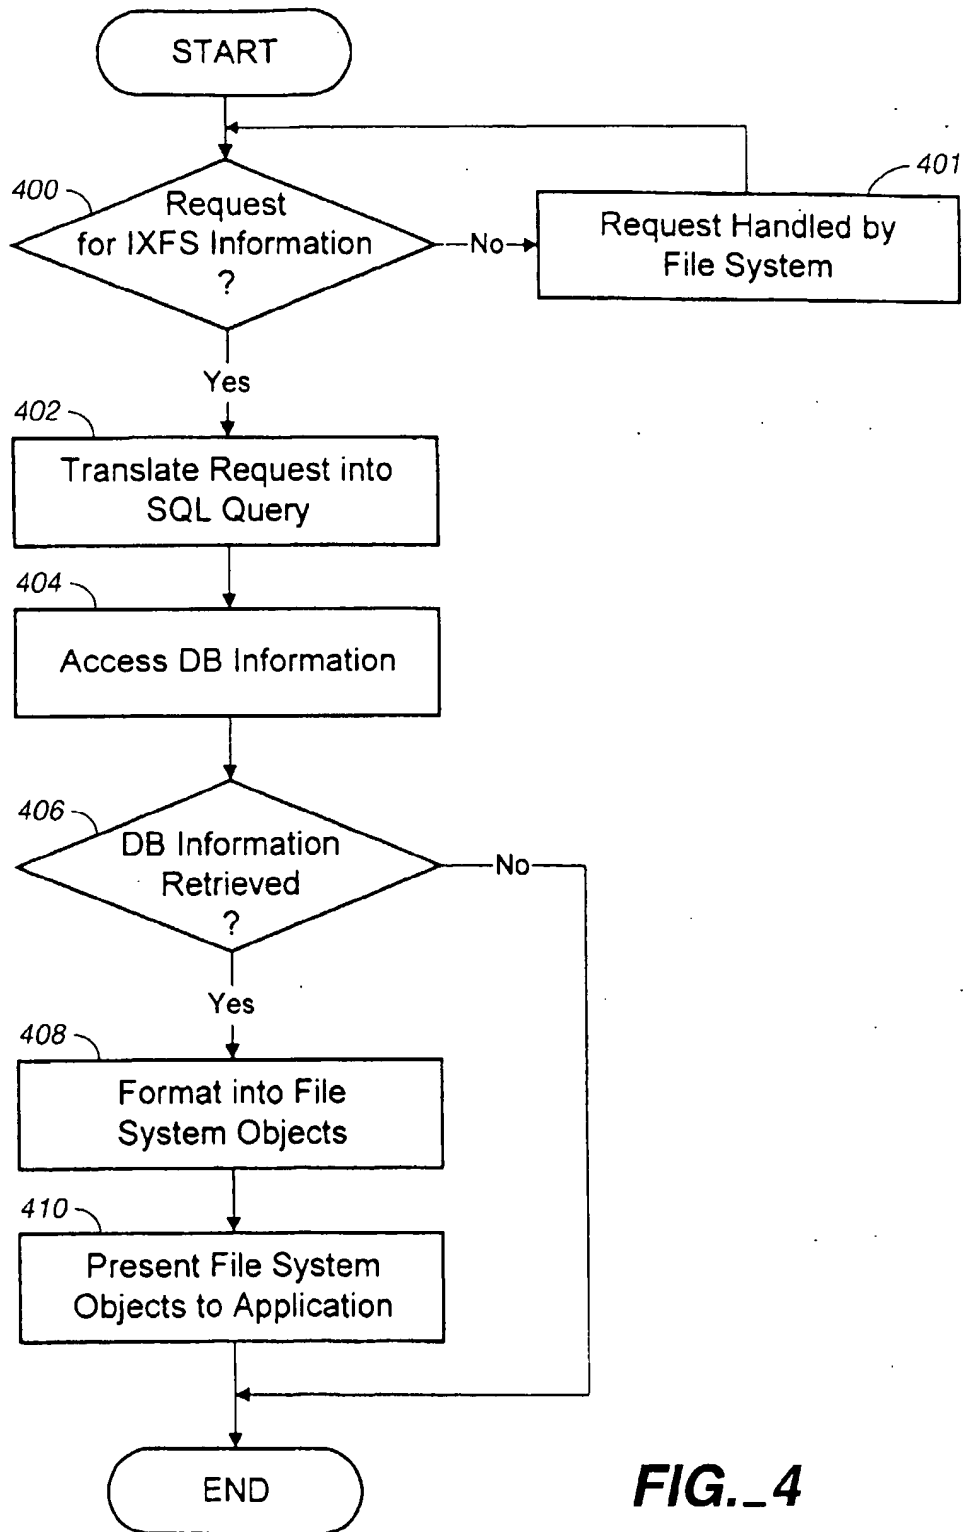 START
400
Request
for IXFS Information
?
No
401
Request Handled by
File System
Yes
402
Translate Request into
SQL Query
404
Access DB Information
406
DB Information
Retrieved
?
No
Yes
408
Format into File
System Objects
410
Present File System
Objects to Application
END
FIG._4